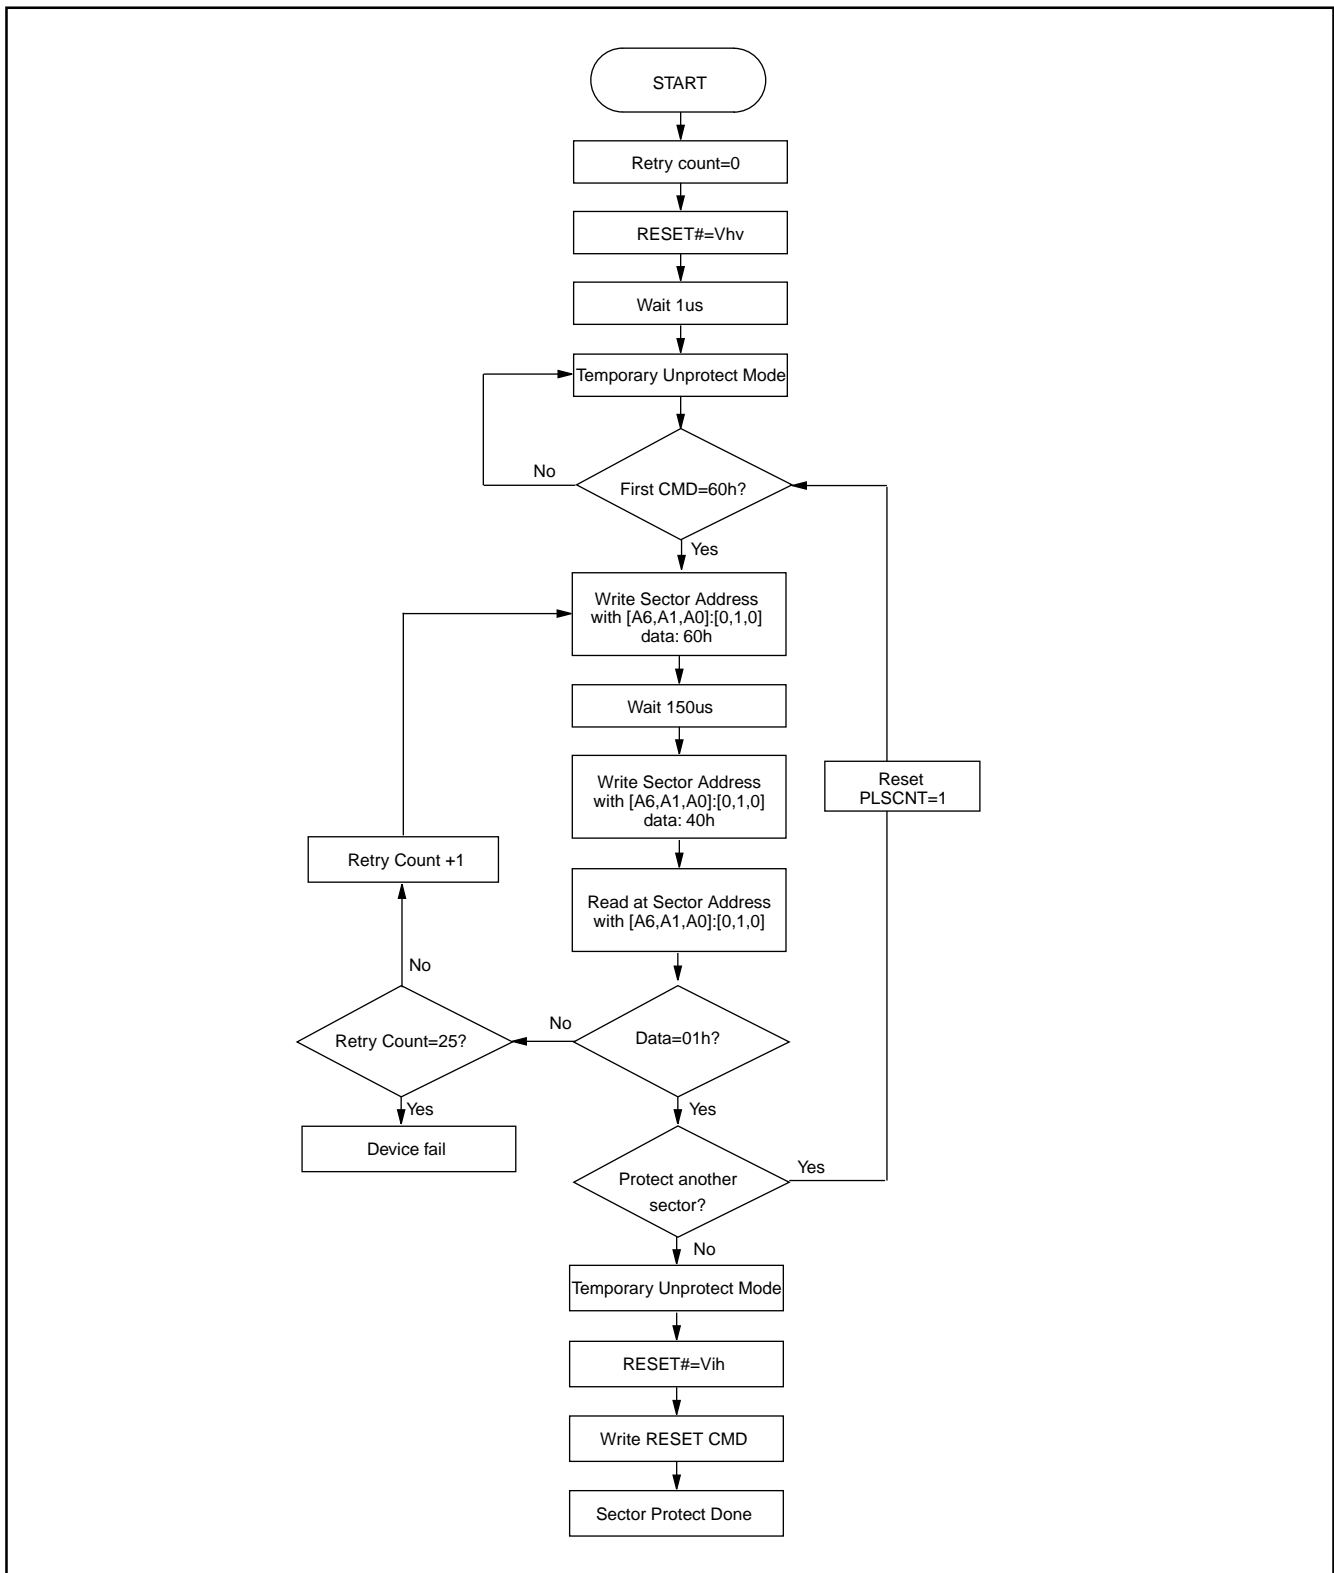 START
Retry count=0
RESET#=Vhv
Wait 1us
Temporary Unprotect Mode
No
First CMD=60h?
Yes
Write Sector Address
with [A6,A1,A0]:[0,1,0]
data: 60h
Wait 150us
Write Sector Address
with [A6,A1,A0]:[0,1,0]
data: 40h
Reset
PLSCNT=1
Retry Count +1
Read at Sector Address
with [A6,A1,A0]:[0,1,0]
No
Retry Count=25?
No
Data=01h?
Yes
Yes
Device fail
Protect another
sector?
Yes
No
Temporary Unprotect Mode
RESET#=Vih
Write RESET CMD
Sector Protect Done